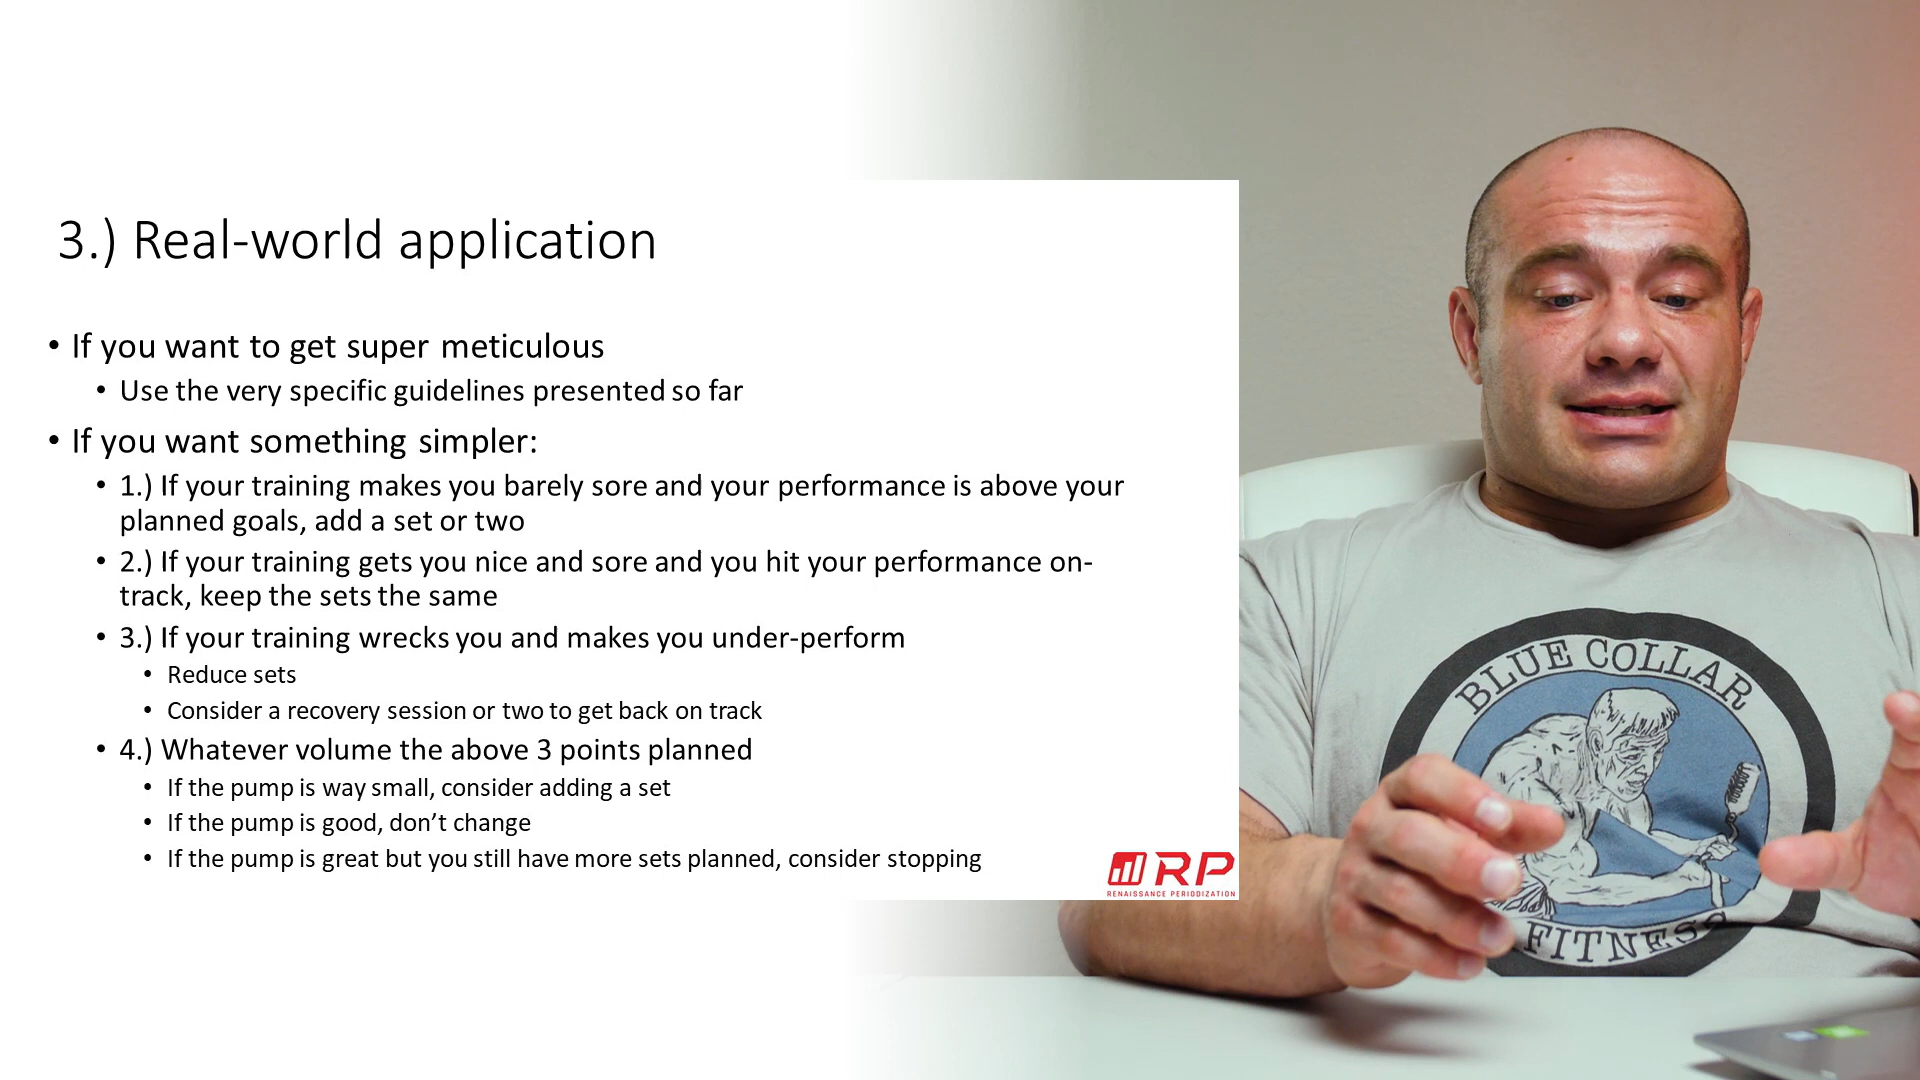 3.) Real-world application
• If you want to get super meticulous
• Use the very specific guidelines presented so far
• If you want something simpler:
• 1.) If your training makes you barely sore and your performance is above your
planned goals, add a set or two
• 2.) If your training gets you nice and sore and you hit your performance on-
track, keep the sets the same
• 3.) If your training wrecks you and makes you under-perform
• Reduce sets
• Consider a recovery session or two to get back on track
• 4.) Whatever volume the above 3 points planned
• If the pump is way small, consider adding a set
• If the pump is good, don’t change
• If the pump is great but you still have more sets planned, consider stopping
RP
RENAISSANCE PERIODIZATION
BLUE COLLAR
FITNESS